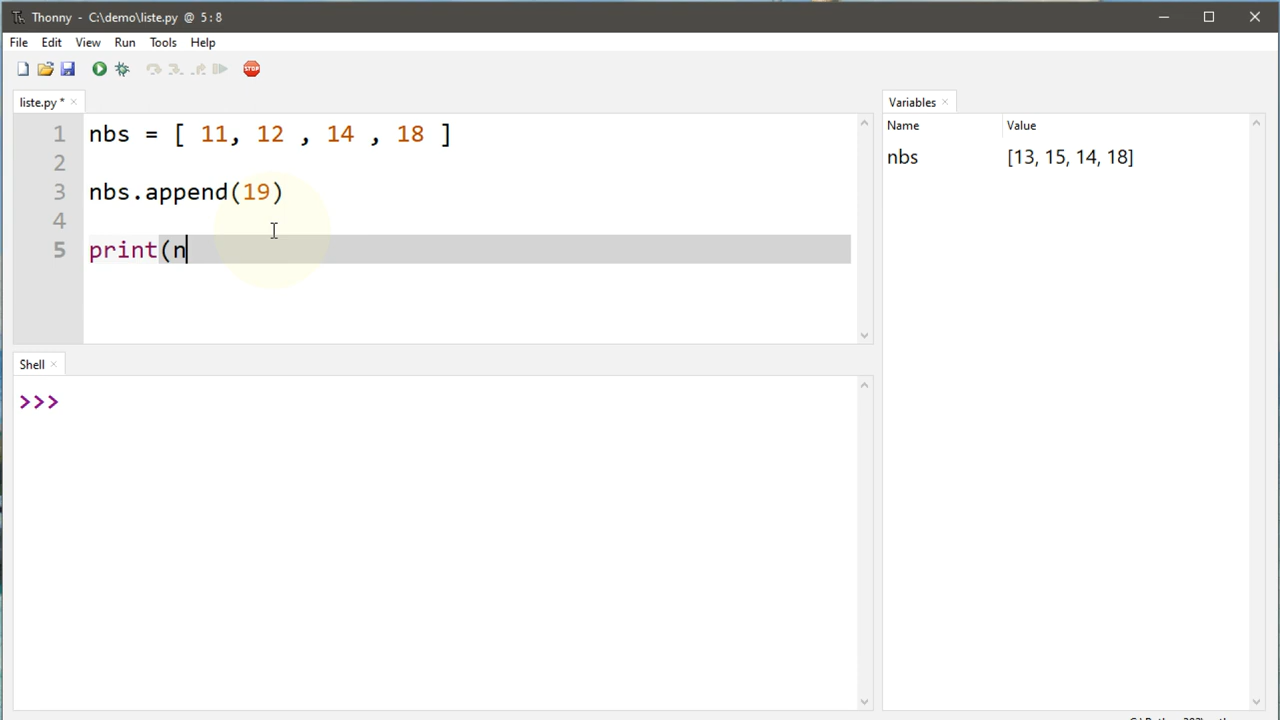 Thonny - C:\demo\liste.py @ 5:8
File Edit View Run Tools Help
STOP
liste.py *
1 nbs = [ 11, 12 , 14 , 18 ]
2
3 nbs.append(19)
4
5 print(n
Shell
>>>
Variables
Name Value
nbs [13, 15, 14, 18]